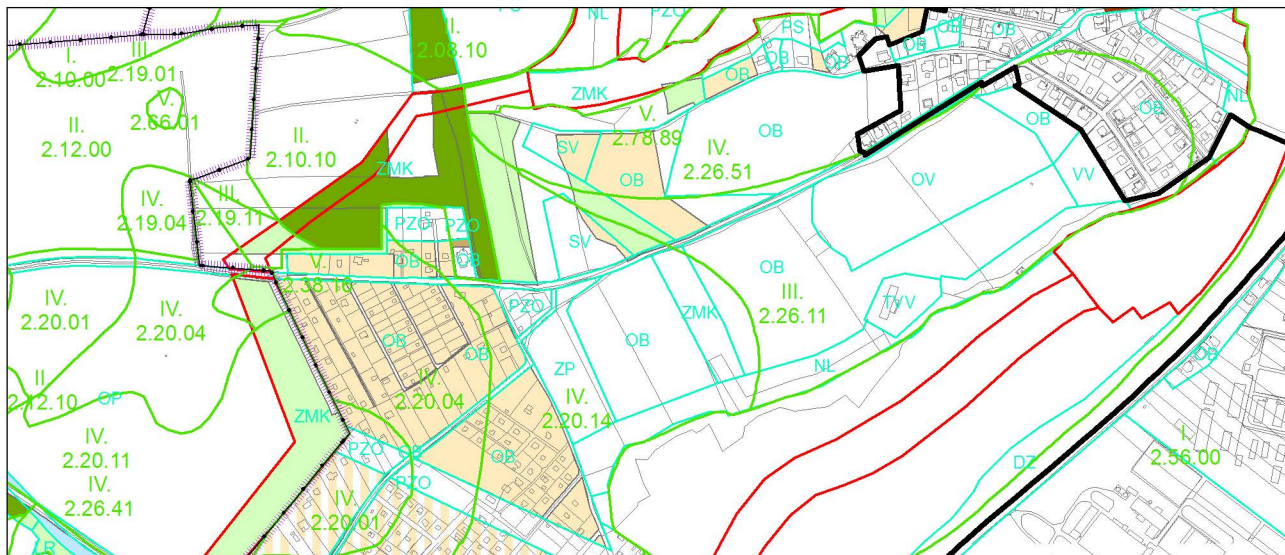 PS
NL
PZO
OB
II.
2.08.10
PS
OB
OB
OB
OB
I.
2.10.00
III.
2.19.01
OB
OB
OB
ZMK
NL
V.
2.66.01
V.
2.78.89
OB
OB
OB
II.
2.12.00
II.
2.10.10
SV
IV.
2.26.51
ZMK
OB
OV
VV
IV.
2.19.04
III.
2.19.11
PZO
PZO
SV
OB
OB
V.
2.38.16
OB
III.
2.26.11
ZMK
TVV
IV.
2.20.01
IV.
2.20.04
PZO
OB
OB
OB
OB
ZP
NL
II
2.12.10
OP
IV.
2.20.04
IV.
2.20.14
ZMK
IV.
2.20.11
IV.
2.26.41
PZO
OB
OB
I.
2.56.00
DZ
PZO
IV.
2.20.01
LR